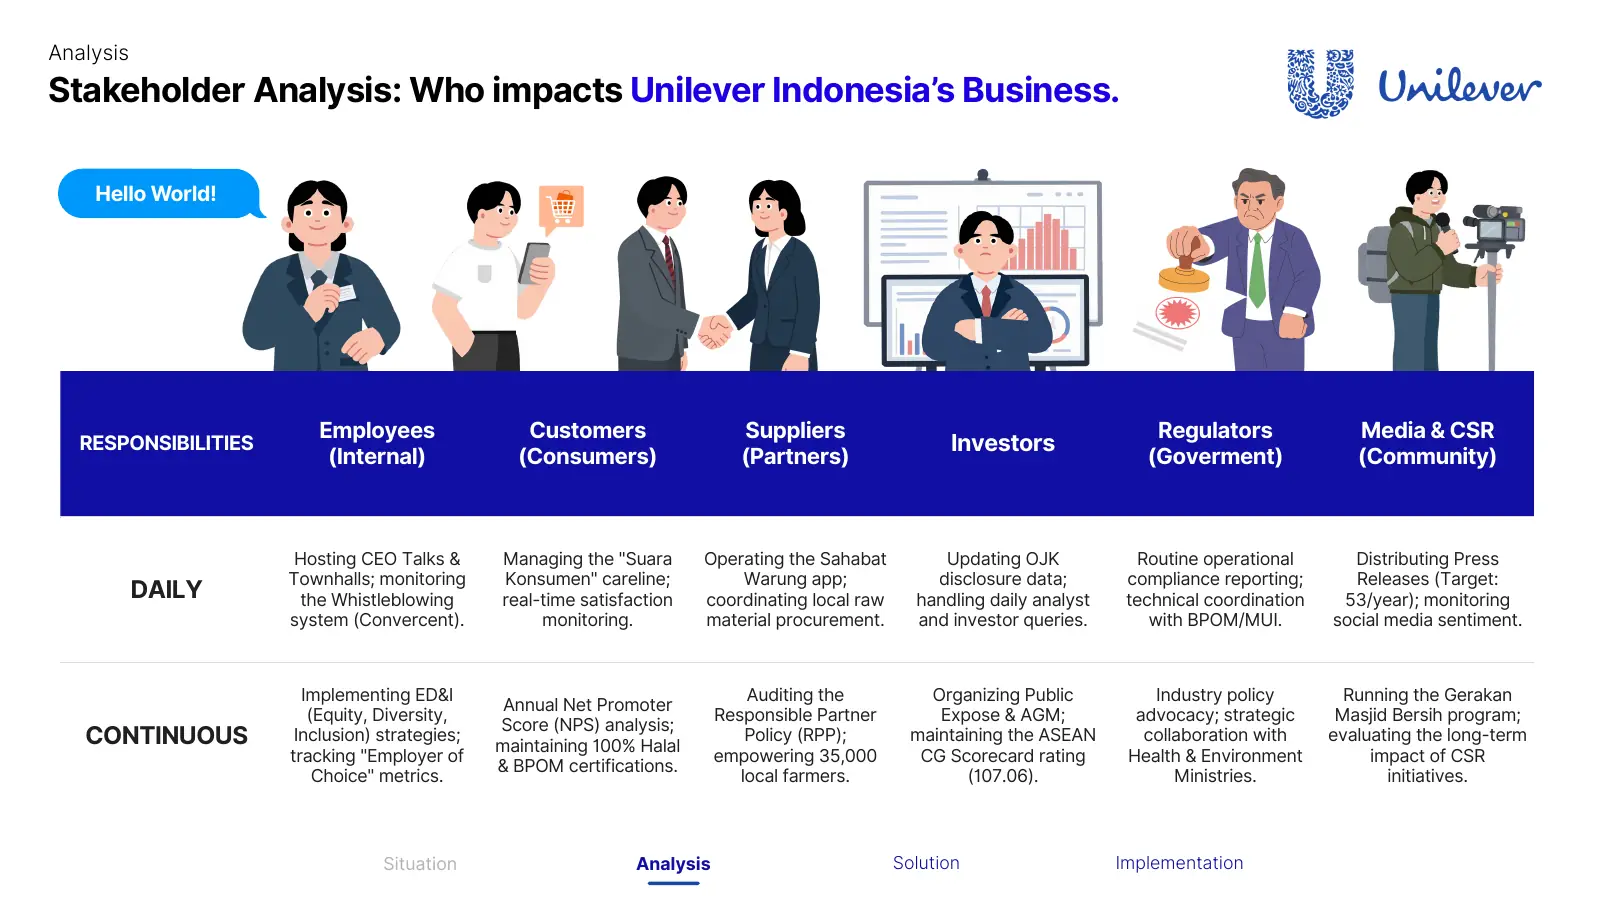 Analysis
Stakeholder Analysis: Who impacts Unilever Indonesia’s Business.
Unilever
Hello World!
RESPONSIBILITIES
Employees
(Internal)
Customers
(Consumers)
Suppliers
(Partners)
Investors
Regulators
(Goverment)
Media & CSR
(Community)
DAILY
Hosting CEO Talks &
Townhalls; monitoring
the Whistleblowing
system (Convercent).
Managing the "Suara
Konsumen" careline;
real-time satisfaction
monitoring.
Operating the Sahabat
Warung app;
coordinating local raw
material procurement.
Updating OJK
disclosure data;
handling daily analyst
and investor queries.
Routine operational
compliance reporting;
technical coordination
with BPOM/MUI.
Distributing Press
Releases (Target:
53/year); monitoring
social media sentiment.
CONTINUOUS
Implementing ED&I
(Equity, Diversity,
Inclusion) strategies;
tracking "Employer of
Choice" metrics.
Annual Net Promoter
Score (NPS) analysis;
maintaining 100% Halal
& BPOM certifications.
Auditing the
Responsible Partner
Policy (RPP);
empowering 35,000
local farmers.
Organizing Public
Expose & AGM;
maintaining the ASEAN
CG Scorecard rating
(107.06).
Industry policy
advocacy; strategic
collaboration with
Health & Environment
Ministries.
Running the Gerakan
Masjid Bersih program;
evaluating the long-term
impact of CSR
initiatives.
Situation
Analysis
Solution
Implementation